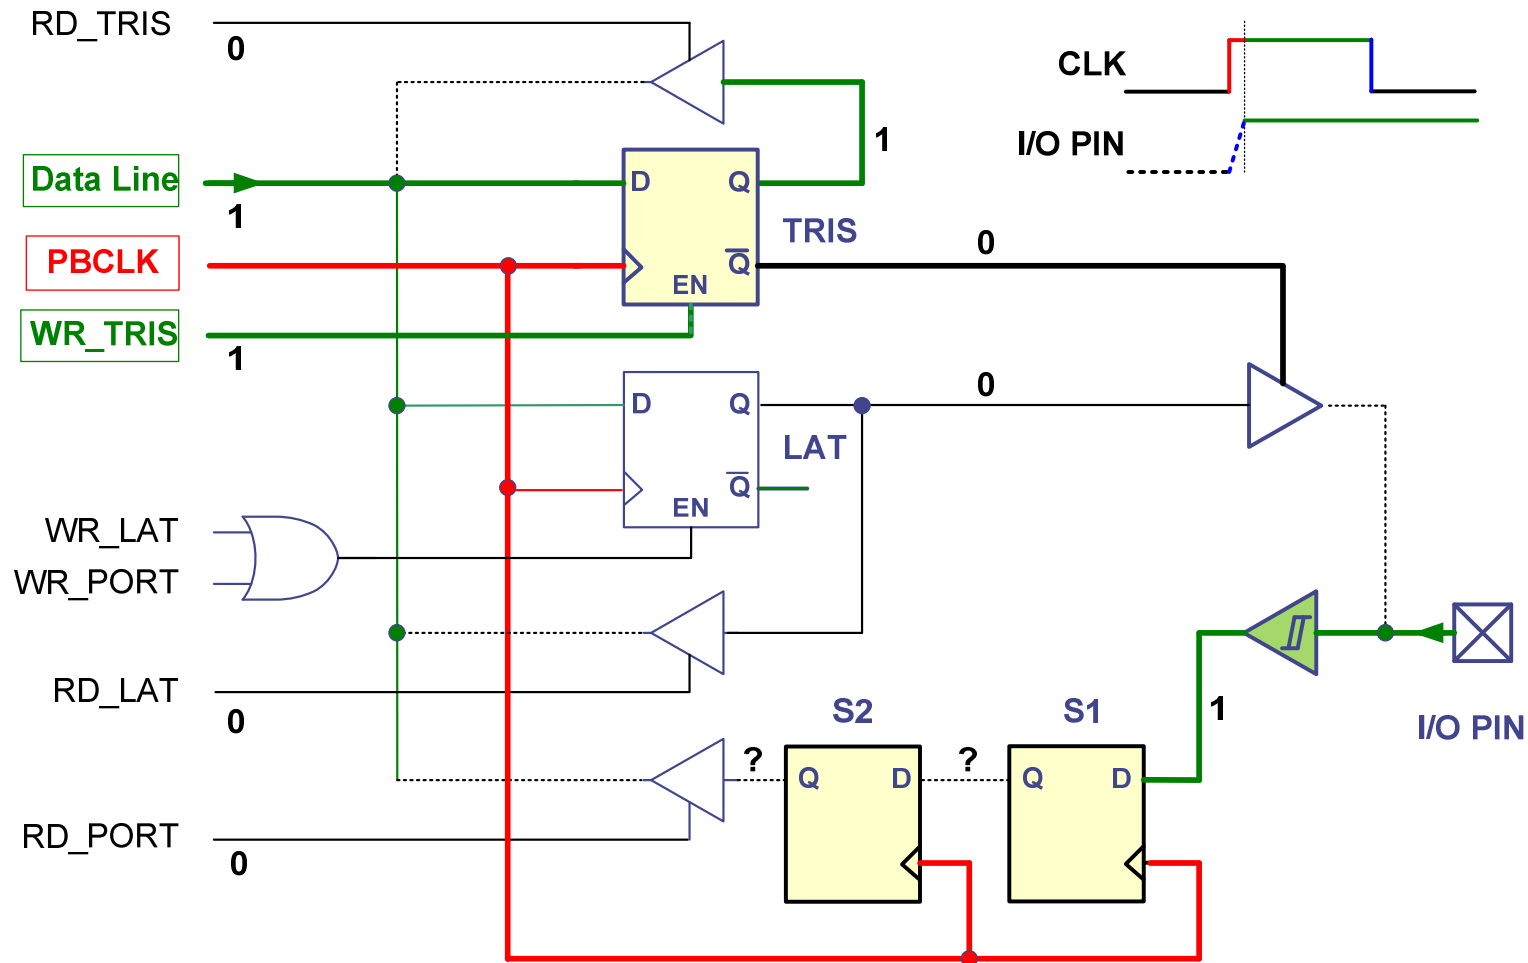 RD_TRIS
0
CLK
I/O PIN
1
Data Line
1
D Q
TRIS
0
PBCLK
Q
EN
WR_TRIS
1
0
D Q
LAT
Q
EN
WR_LAT
WR_PORT
RD_LAT
0
S2
S1
1
I/O PIN
?
?
Q D
Q D
RD_PORT
0